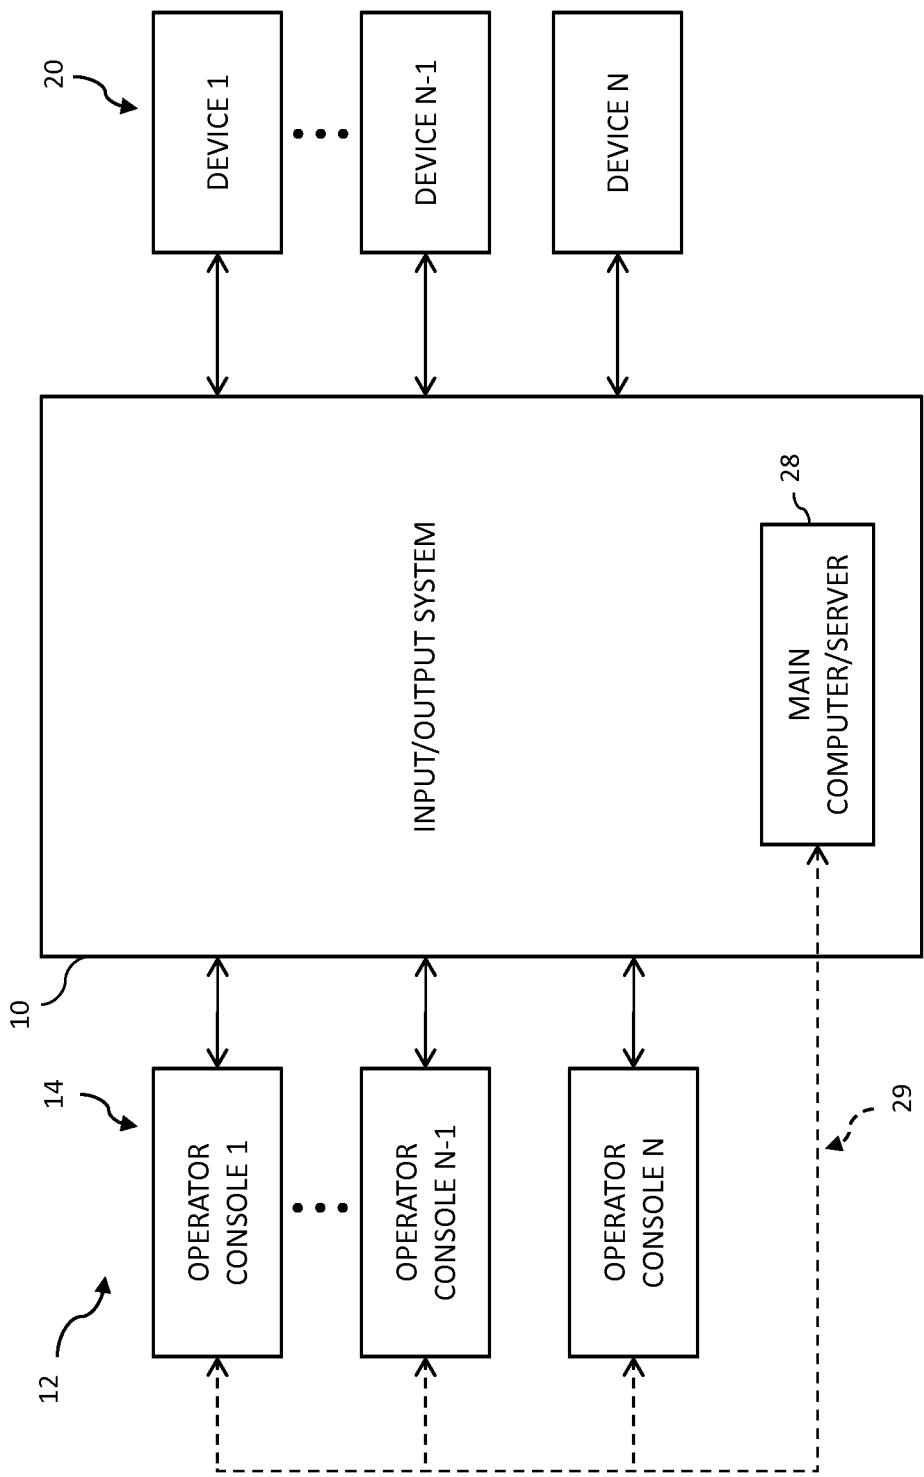 20
DEVICE 1
DEVICE N-1
DEVICE N
10
INPUT/OUTPUT SYSTEM
MAIN
COMPUTER/SERVER
28
12
14
OPERATOR
CONSOLE 1
OPERATOR
CONSOLE N-1
OPERATOR
CONSOLE N
29